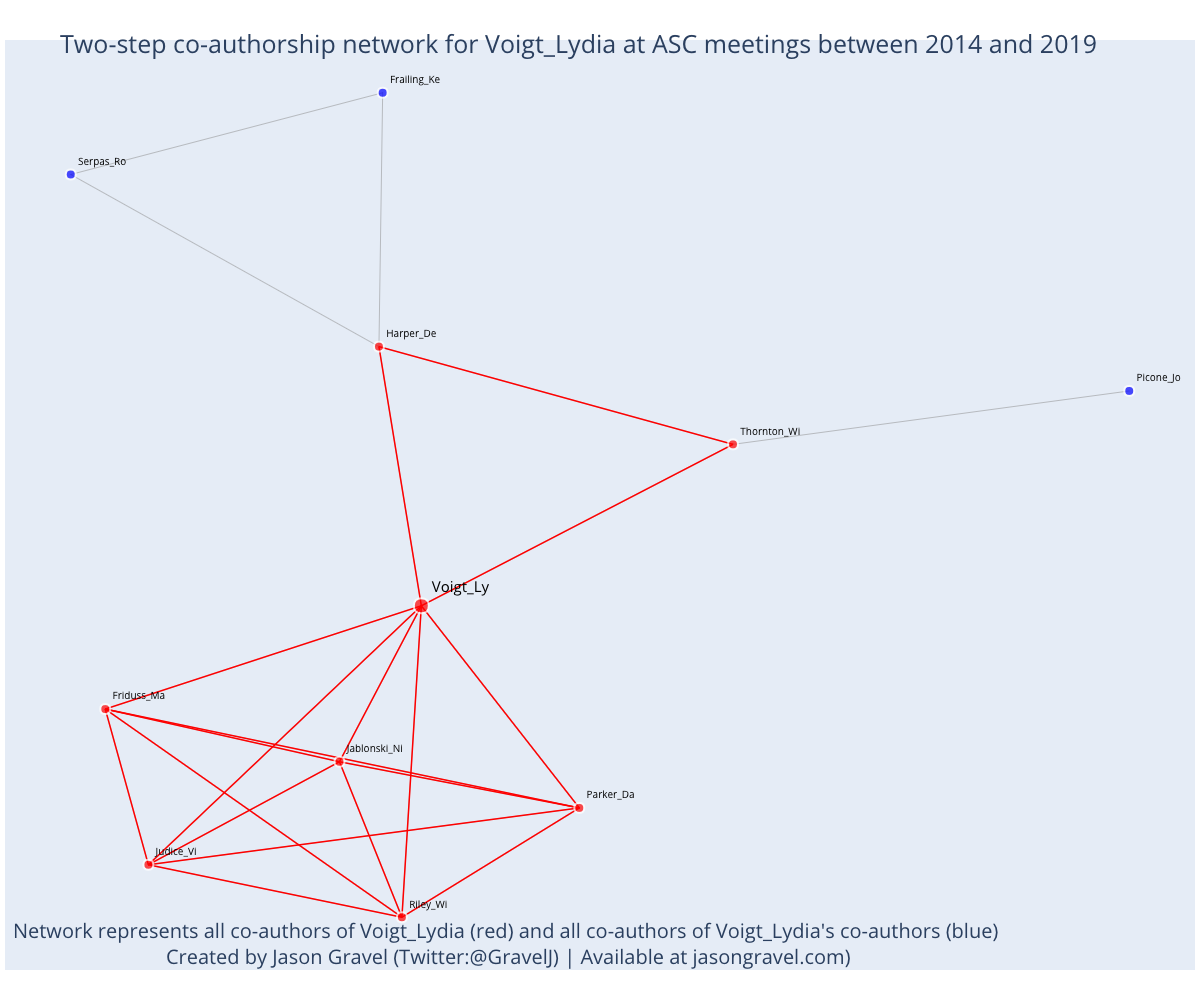 Two-step co-authorship network for Voigt_Lydia at ASC meetings between 2014 and 2019
Frailing_Ke
Serpas_Ro
Harper_De
Picone_Jo
Thornton_Wi
Voigt_Ly
Friduss_Ma
Jablonski_Ni
Parker_Da
Judice_Vi
Riley_Wi
Network represents all co-authors of Voigt_Lydia (red) and all co-authors of Voigt_Lydia's co-authors (blue)
Created by Jason Gravel (Twitter:@GravelJ) | Available at jasongravel.com)